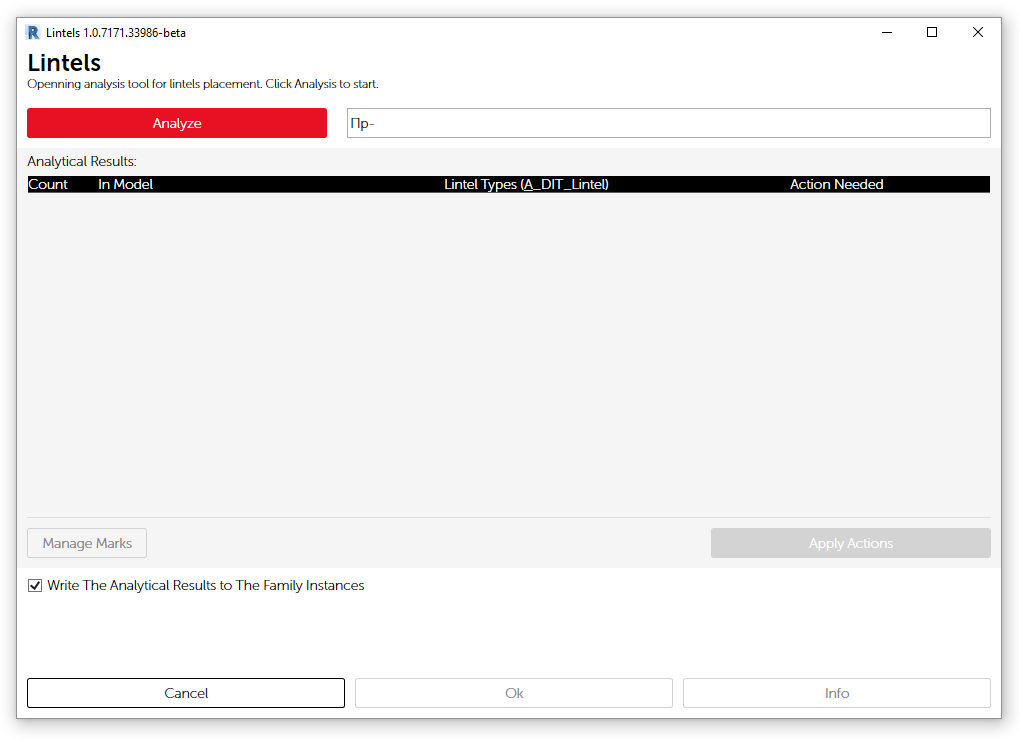 Lintels 1.0.7171.33986-beta
Lintels
Openning analysis tool for lintels placement. Click Analysis to start.
Analyze
Пр-
Analytical Results:
Count In Model Lintel Types (A_DIT_Lintel) Action Needed
Manage Marks Apply Actions
Write The Analytical Results to The Family Instances
Cancel Ok Info